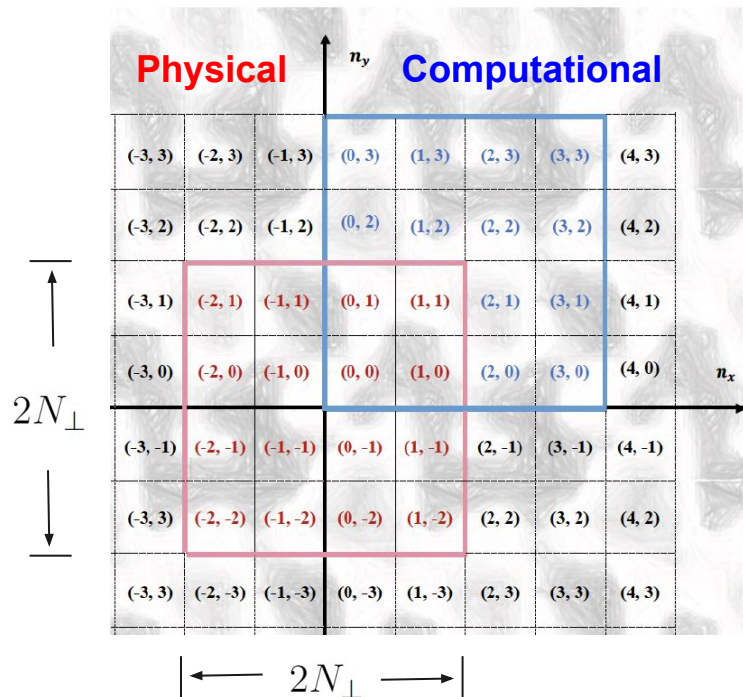 Physical
n_y
Computational
(-3, 3) (-2, 3) (-1, 3) (0, 3) (1, 3) (2, 3) (3, 3) (4, 3)
(-3, 2) (-2, 2) (-1, 2) (0, 2) (1, 2) (2, 2) (3, 2) (4, 2)
(-3, 1) (-2, 1) (-1, 1) (0, 1) (1, 1) (2, 1) (3, 1) (4, 1)
(-3, 0) (-2, 0) (-1, 0) (0, 0) (1, 0) (2, 0) (3, 0) (4, 0)
n_x
2N_⊥
(-3, -1) (-2, -1) (-1, -1) (0, -1) (1, -1) (2, -1) (3, -1) (4, -1)
(-3, 3) (-2, -2) (-1, -2) (0, -2) (1, -2) (2, 2) (3, 2) (4, 2)
(-3, 3) (-2, -3) (-1, -3) (0, -3) (1, -3) (2, 3) (3, 3) (4, 3)
2N_⊥